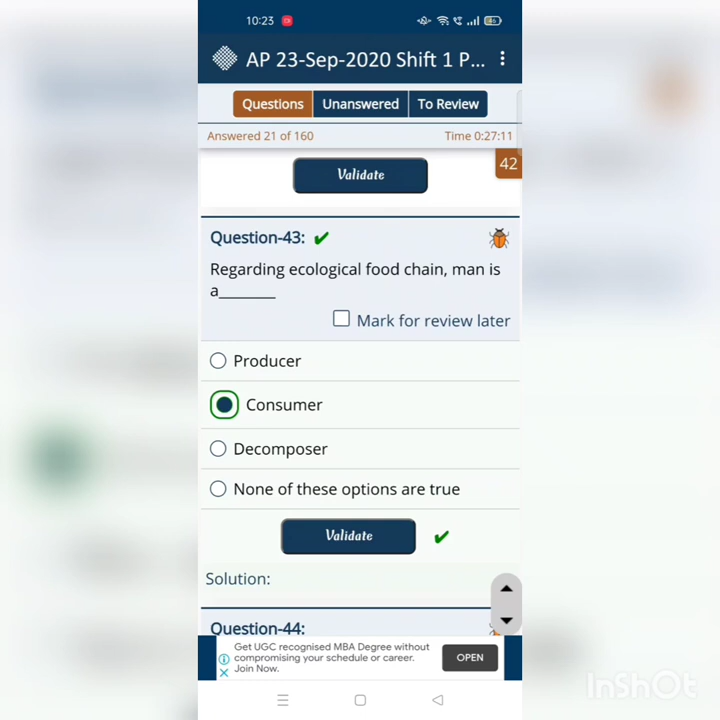 10:23
AP 23-Sep-2020 Shift 1 P...
Questions
Unanswered
To Review
Answered 21 of 160
Time 0:27:11
Validate
42
Question-43:
Regarding ecological food chain, man is
a________
Mark for review later
Producer
Consumer
Decomposer
None of these options are true
Validate
Solution:
Question-44:
Get UGC recognised MBA Degree without
compromising your schedule or career.
Join Now.
OPEN
InShOt